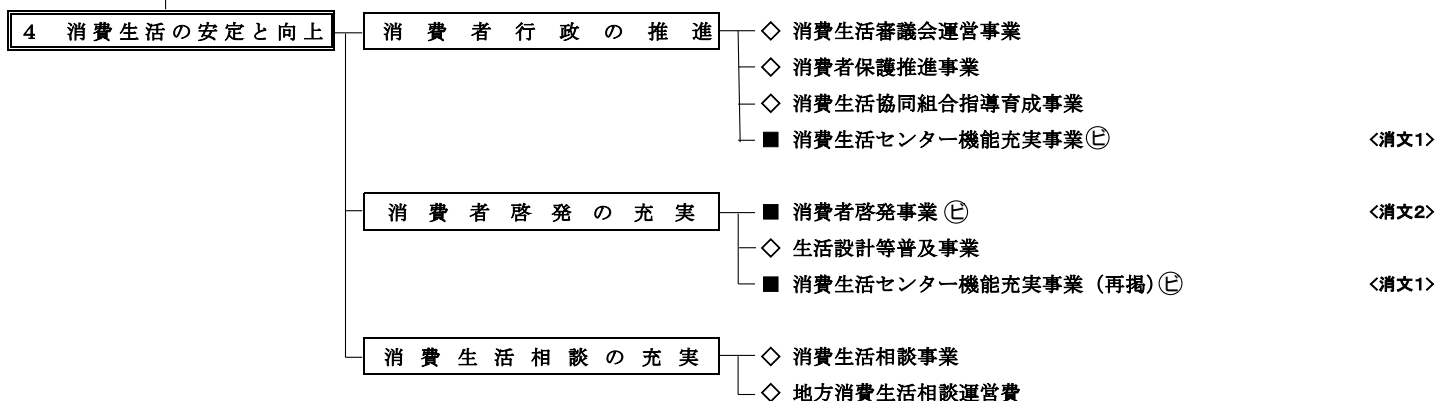 4 消費生活の安定と向上
消費者行政の推進
◇ 消費生活審議会運営事業
◇ 消費者保護推進事業
◇ 消費生活協同組合指導育成事業
■ 消費生活センター機能充実事業㋪ <消文1>
消費者啓発の充実
■ 消費者啓発事業㋪ <消文2>
◇ 生活設計等普及事業
■ 消費生活センター機能充実事業（再掲）㋪ <消文1>
消費生活相談の充実
◇ 消費生活相談事業
◇ 地方消費生活相談運営費